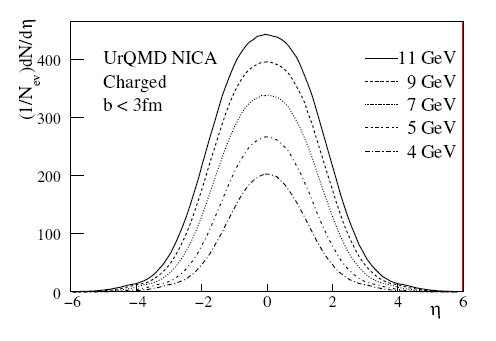 (1/Nev)dN/dη
UrQMD NICA
Charged
b < 3fm
11 GeV
9 GeV
7 GeV
5 GeV
4 GeV
400
300
200
100
0
−6 −4 −2 0 2 4 6
η